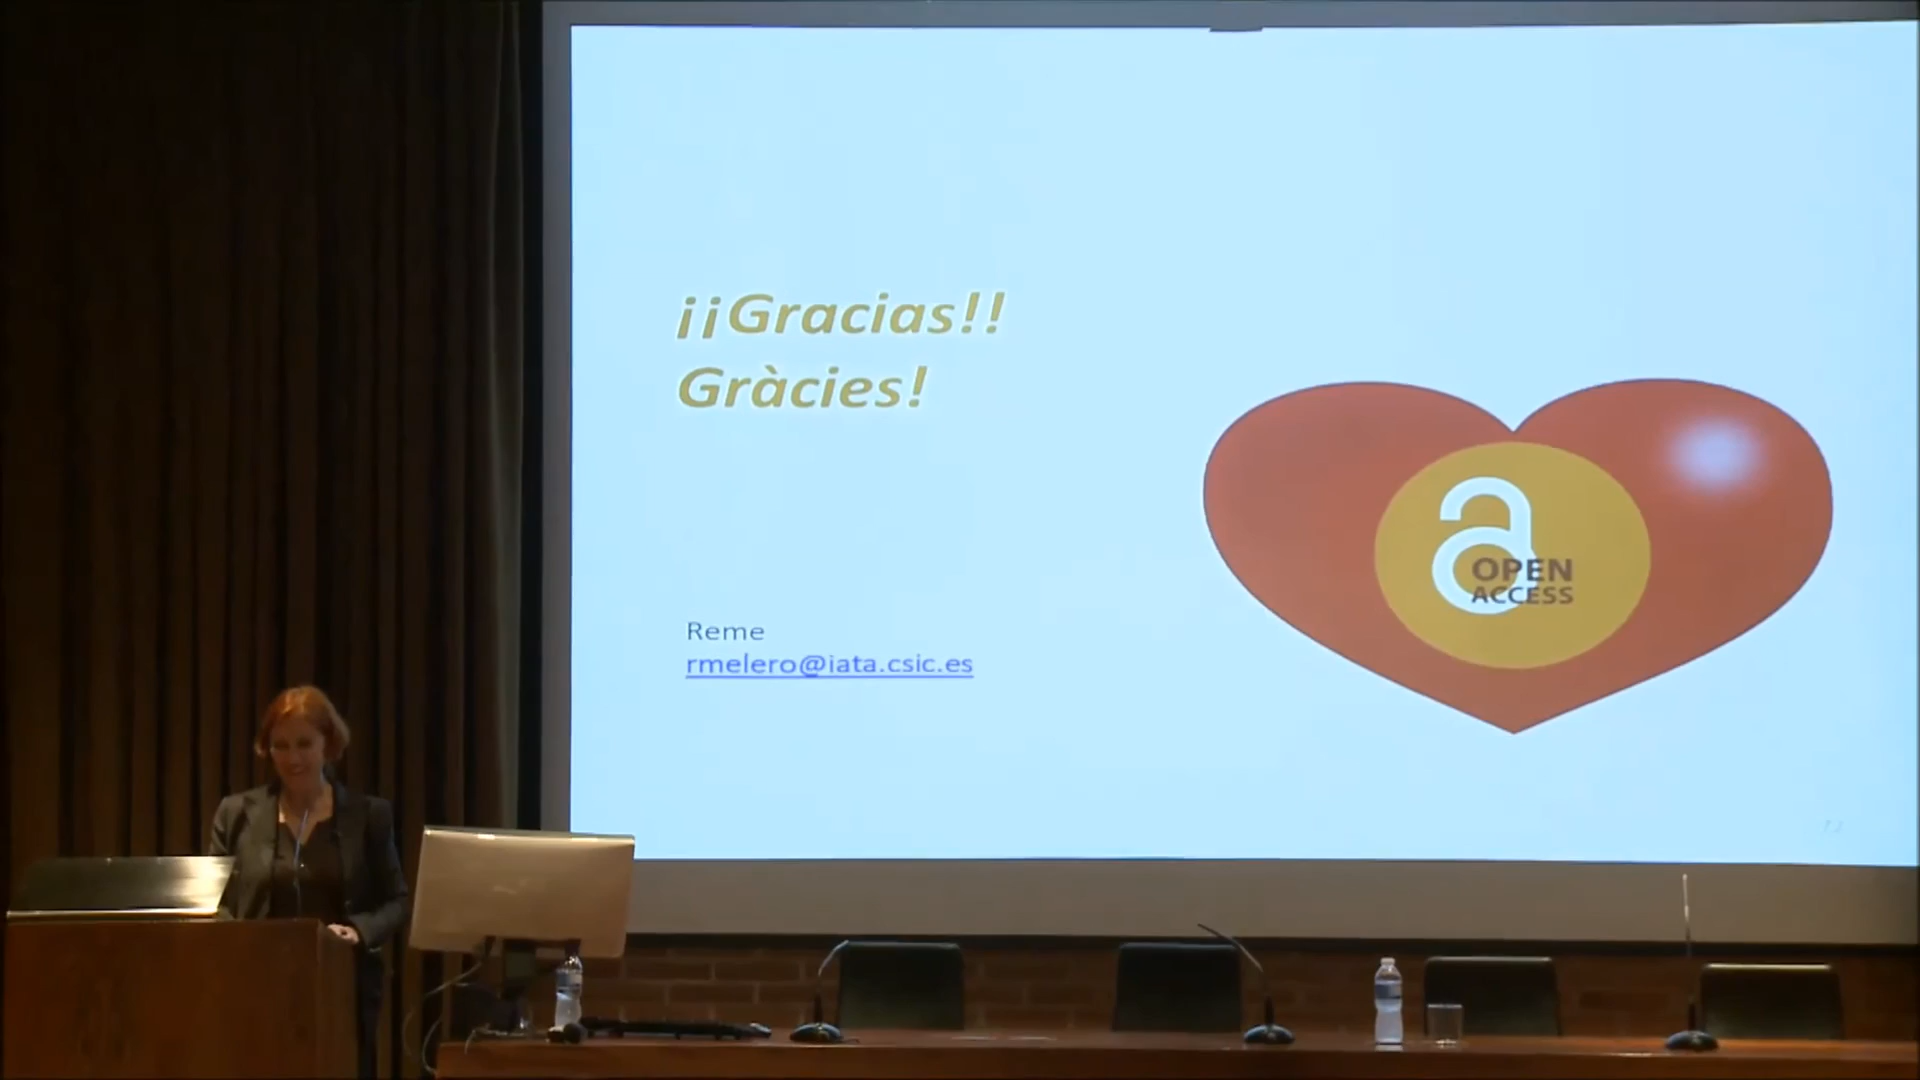 ¡¡Gracias!!
Gràcies!
Reme
rmelero@iata.csic.es
a
OPEN
ACCESS